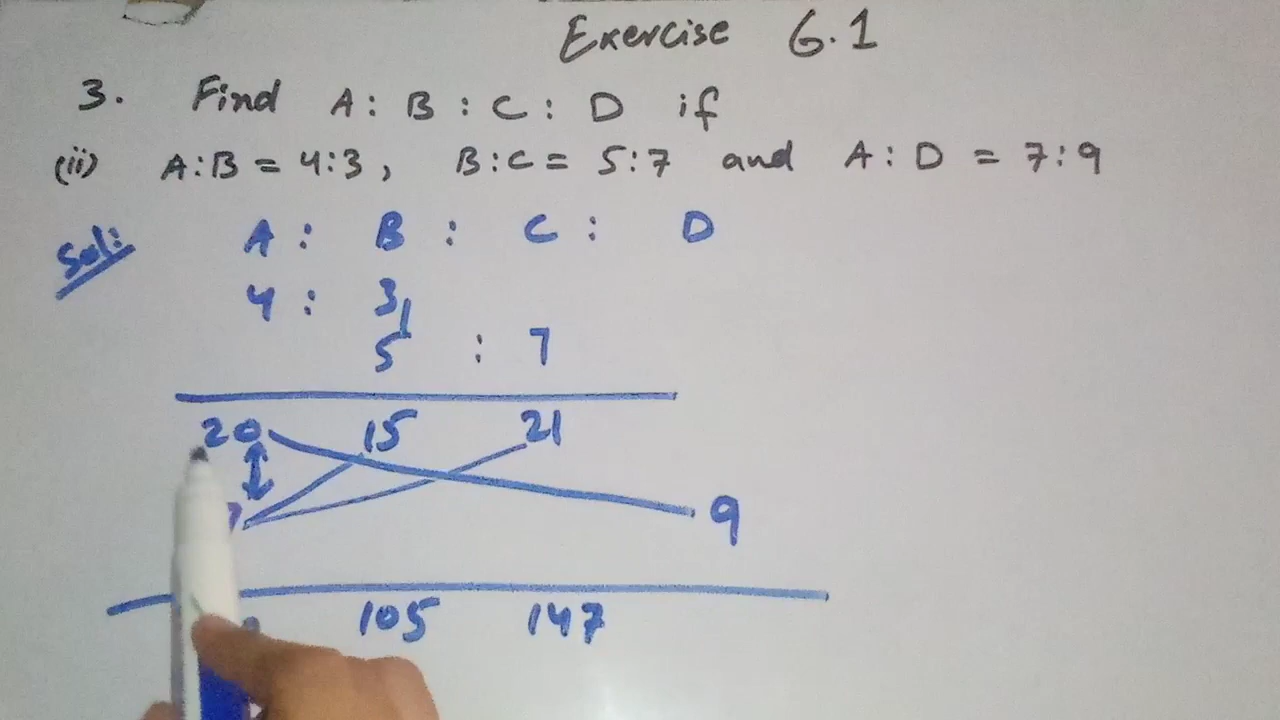 Exercise 6.1
3. Find A : B : C : D if
(ii) A:B = 4:3, B:C = 5:7 and A : D = 7:9
Sol: A : B : C : D
4 : 3
5 : 7
20 15 21
7 9
105 147